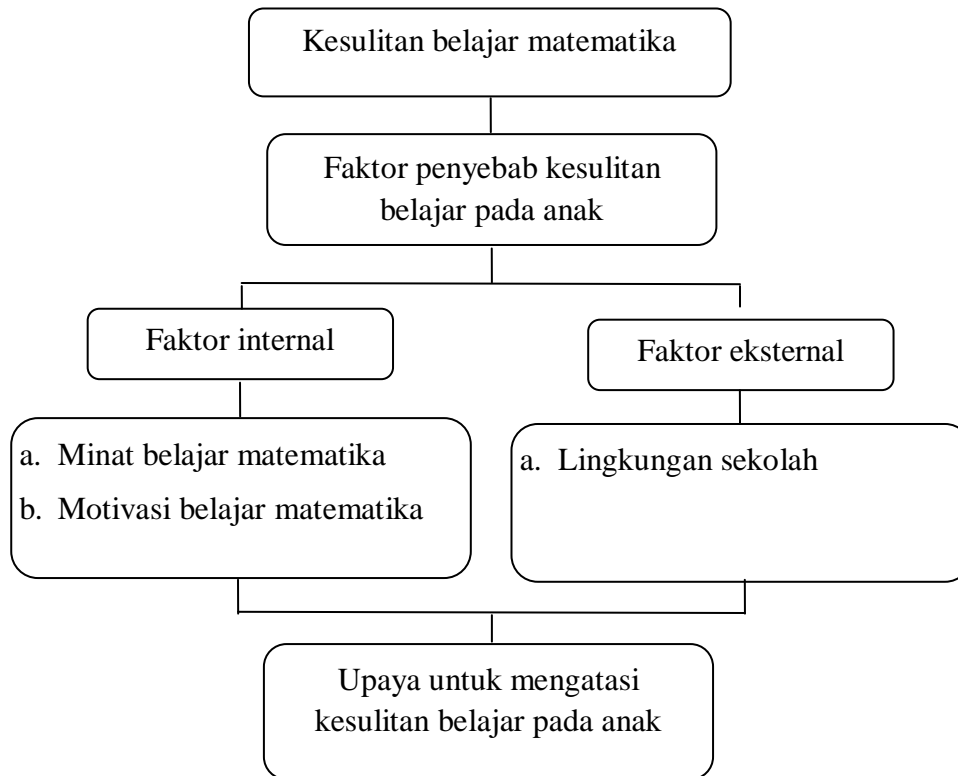 Kesulitan belajar matematika
Faktor penyebab kesulitan
belajar pada anak
Faktor internal
Faktor eksternal
a. Minat belajar matematika
b. Motivasi belajar matematika
a. Lingkungan sekolah
Upaya untuk mengatasi
kesulitan belajar pada anak